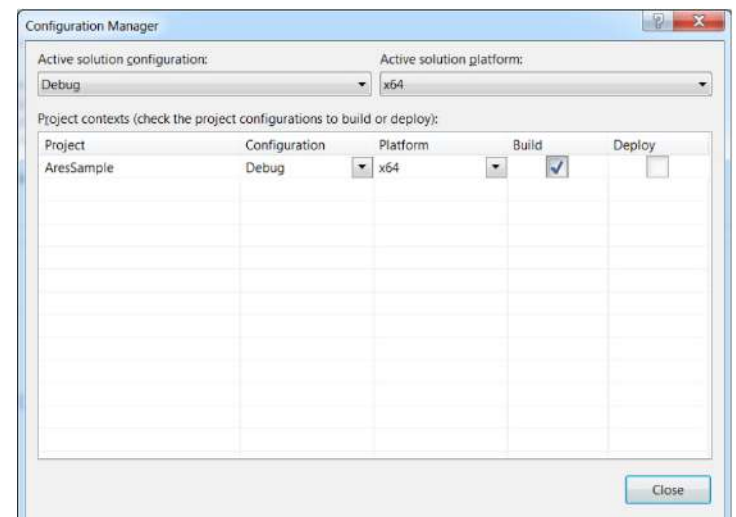 Configuration Manager
Active solution configuration: Active solution platform:
Debug x64
Project contexts (check the project configurations to build or deploy):
Project Configuration Platform Build Deploy
AresSample Debug x64
Close